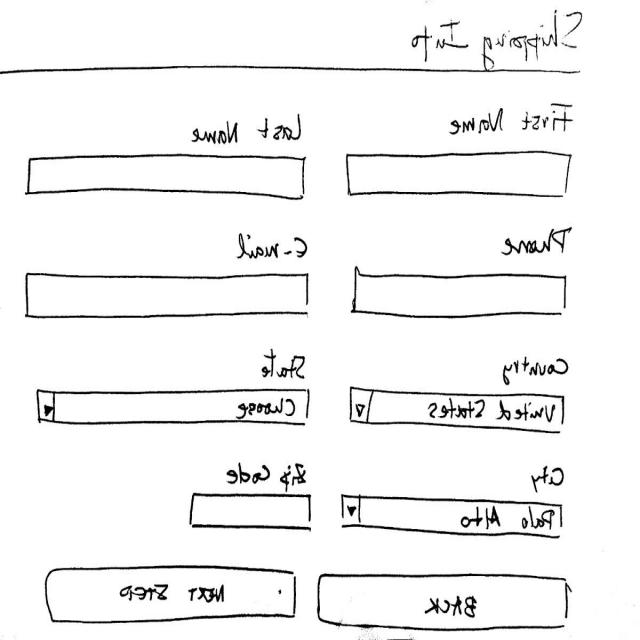 Shipping Info
First Name Last Name
Phone E-mail
Country State
United States Choose
City Zip Code
Palo Alto
BACK NEXT STEP